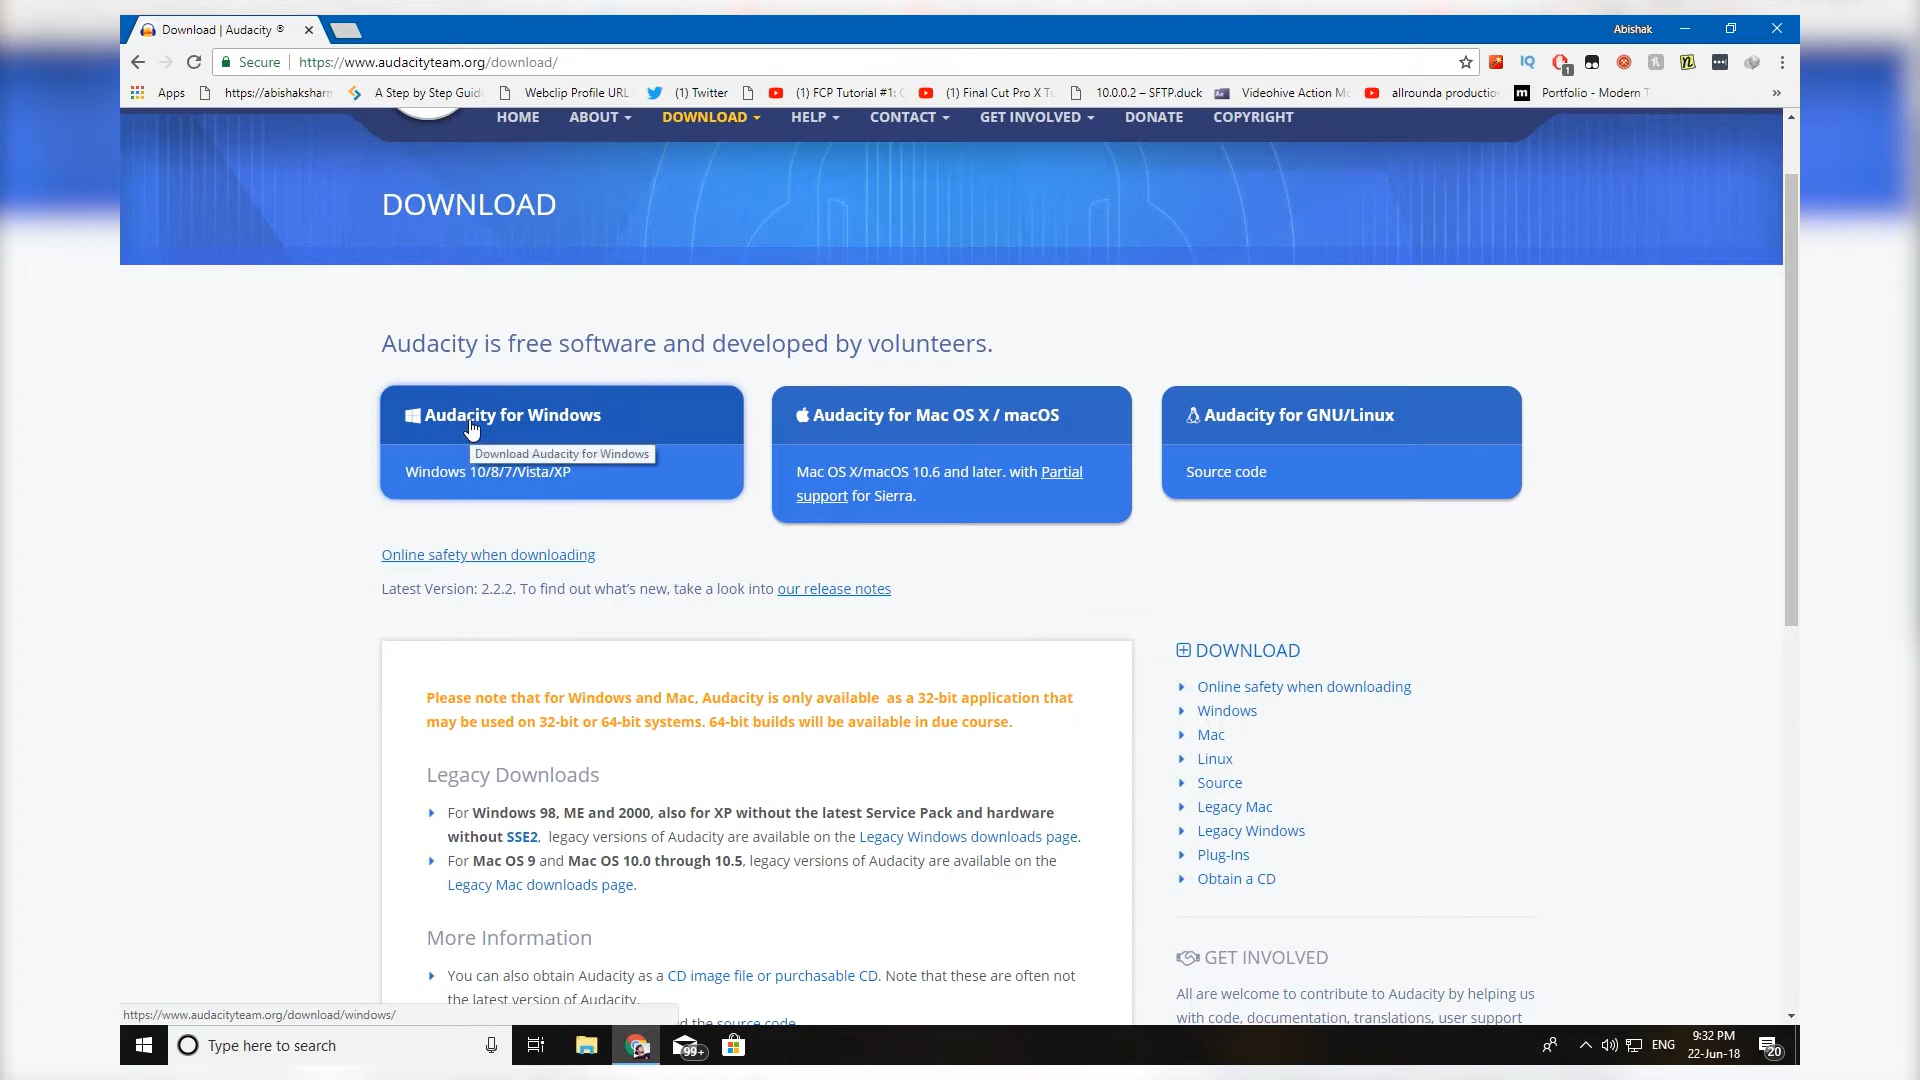 Download | Audacity ®
Abishak
Secure
https://www.audacityteam.org/download/
1
Apps
https://abishaksharm
A Step by Step Guide
Webclip Profile URL
(1) Twitter
(1) FCP Tutorial #1:
(1) Final Cut Pro X Tu
10.0.0.2 – SFTP.duck
Videohive Action Mo
allrounda productio
Portfolio - Modern T
HOME
ABOUT
DOWNLOAD
HELP
CONTACT
GET INVOLVED
DONATE
COPYRIGHT
DOWNLOAD
Audacity is free software and developed by volunteers.
Audacity for Windows
Download Audacity for Windows
Windows 10/8/7/Vista/XP
Audacity for Mac OS X / macOS
Mac OS X/macOS 10.6 and later. with Partial
support for Sierra.
Audacity for GNU/Linux
Source code
Online safety when downloading
Latest Version: 2.2.2. To find out what’s new, take a look into our release notes
Please note that for Windows and Mac, Audacity is only available as a 32-bit application that
may be used on 32-bit or 64-bit systems. 64-bit builds will be available in due course.
Legacy Downloads
For Windows 98, ME and 2000, also for XP without the latest Service Pack and hardware
without SSE2, legacy versions of Audacity are available on the Legacy Windows downloads page.
For Mac OS 9 and Mac OS 10.0 through 10.5, legacy versions of Audacity are available on the
Legacy Mac downloads page.
More Information
You can also obtain Audacity as a CD image file or purchasable CD. Note that these are often not
the latest version of Audacity.
d the source code
DOWNLOAD
Online safety when downloading
Windows
Mac
Linux
Source
Legacy Mac
Legacy Windows
Plug-Ins
Obtain a CD
GET INVOLVED
All are welcome to contribute to Audacity by helping us
with code, documentation, translations, user support
https://www.audacityteam.org/download/windows/
Type here to search
99+
ENG
9:32 PM
22-Jun-18
20